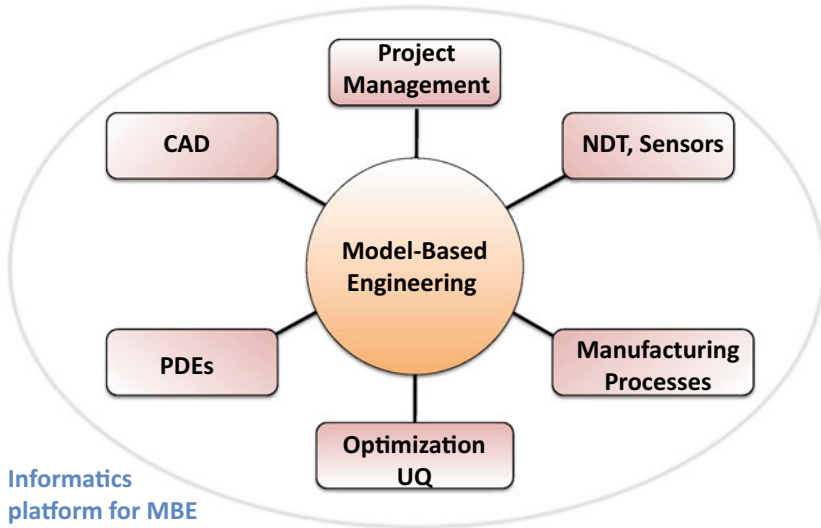 Project
Management
CAD
NDT, Sensors
Model-Based
Engineering
PDEs
Manufacturing
Processes
Optimization
UQ
Informatics
platform for MBE